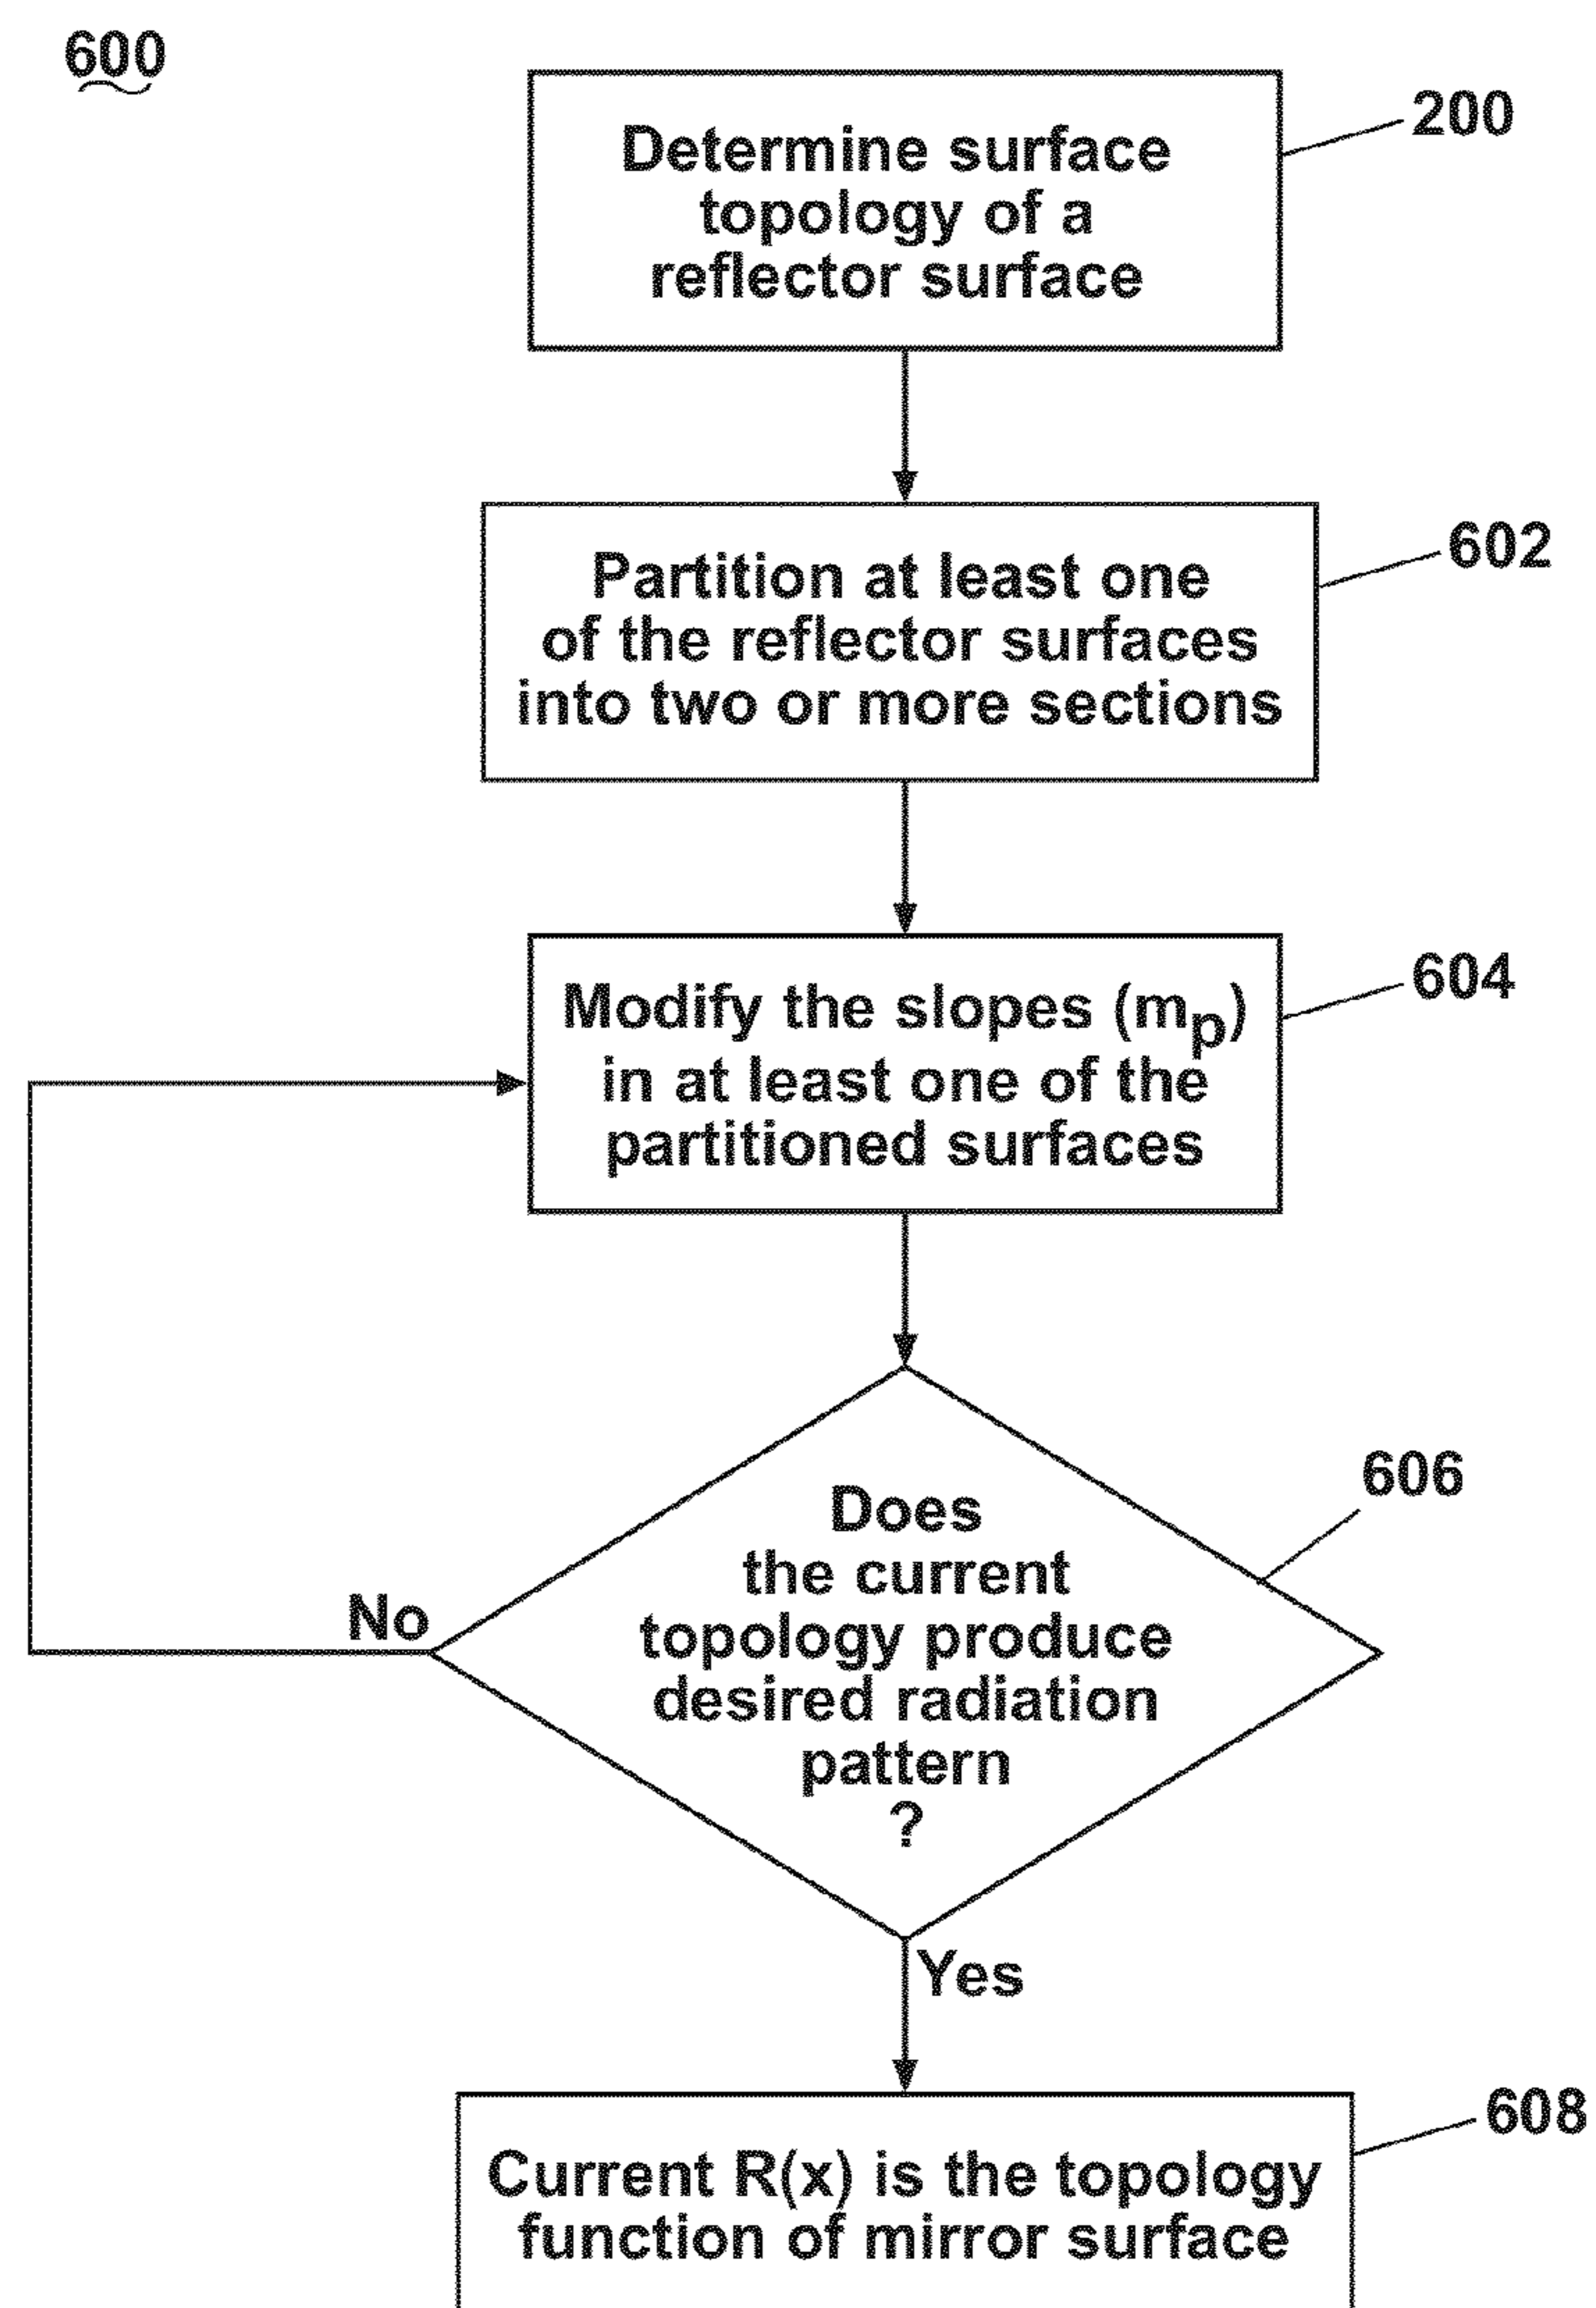 600
Determine surface
topology of a
reflector surface
200
Partition at least one
of the reflector surfaces
into two or more sections
602
Modify the slopes (mp)
in at least one of the
partitioned surfaces
604
Does
the current
topology produce
desired radiation
pattern
?
606
No
Yes
Current R(x) is the topology
function of mirror surface
608